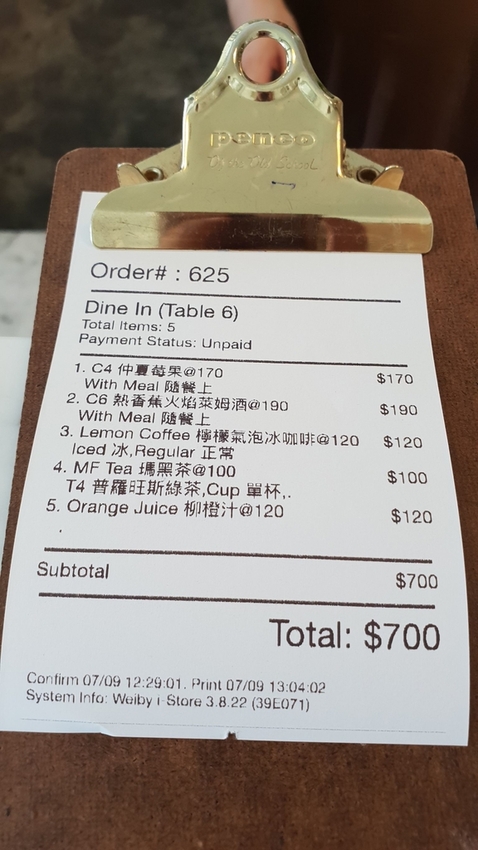 pemco
Order# : 625
Dine In (Table 6)
Total Items: 5
Payment Status: Unpaid
1. C4 仲夏莓果@170 $170
With Meal 隨餐上
2. C6 熱香蕉火焰萊姆酒@190 $190
With Meal 隨餐上
3. Lemon Coffee 檸檬氣泡冰咖啡@120 $120
Iced 冰,Regular 正常
4. MF Tea 瑪黑茶@100 $100
T4 普羅旺斯綠茶,Cup 單杯,.
5. Orange Juice 柳橙汁@120 $120
.
Subtotal $700
Total: $700
Confirm 07/09 12:29:01. Print 07/09 13:04:02
System Info: Weiby i-Store 3.8.22 (39E071)